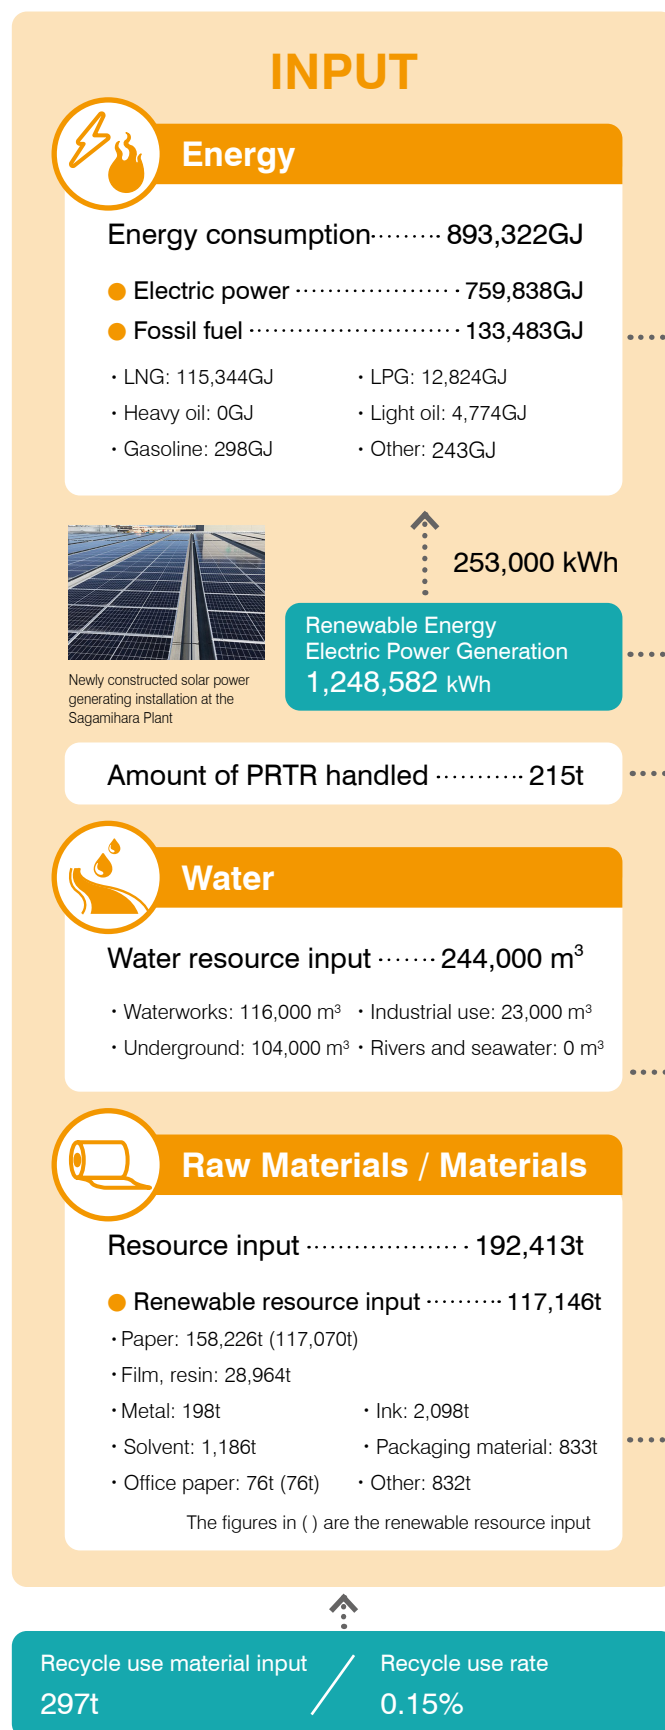 INPUT
Energy
Energy consumption········· 893,322GJ
● Electric power ··················· 759,838GJ
● Fossil fuel ··························· 133,483GJ
・LNG: 115,344GJ ・LPG: 12,824GJ
・Heavy oil: 0GJ ・Light oil: 4,774GJ
・Gasoline: 298GJ ・Other: 243GJ
253,000 kWh
Renewable Energy
Electric Power Generation
1,248,582 kWh
Newly constructed solar power
generating installation at the
Sagamihara Plant
Amount of PRTR handled ··········· 215t
Water
Water resource input ······· 244,000 m³
・Waterworks: 116,000 m³ ・Industrial use: 23,000 m³
・Underground: 104,000 m³ ・Rivers and seawater: 0 m³
Raw Materials / Materials
Resource input ····················· 192,413t
● Renewable resource input ·········· 117,146t
・Paper: 158,226t (117,070t)
・Film, resin: 28,964t
・Metal: 198t ・Ink: 2,098t
・Solvent: 1,186t ・Packaging material: 833t
・Office paper: 76t (76t) ・Other: 832t
The figures in ( ) are the renewable resource input
Recycle use material input
297t
Recycle use rate
0.15%